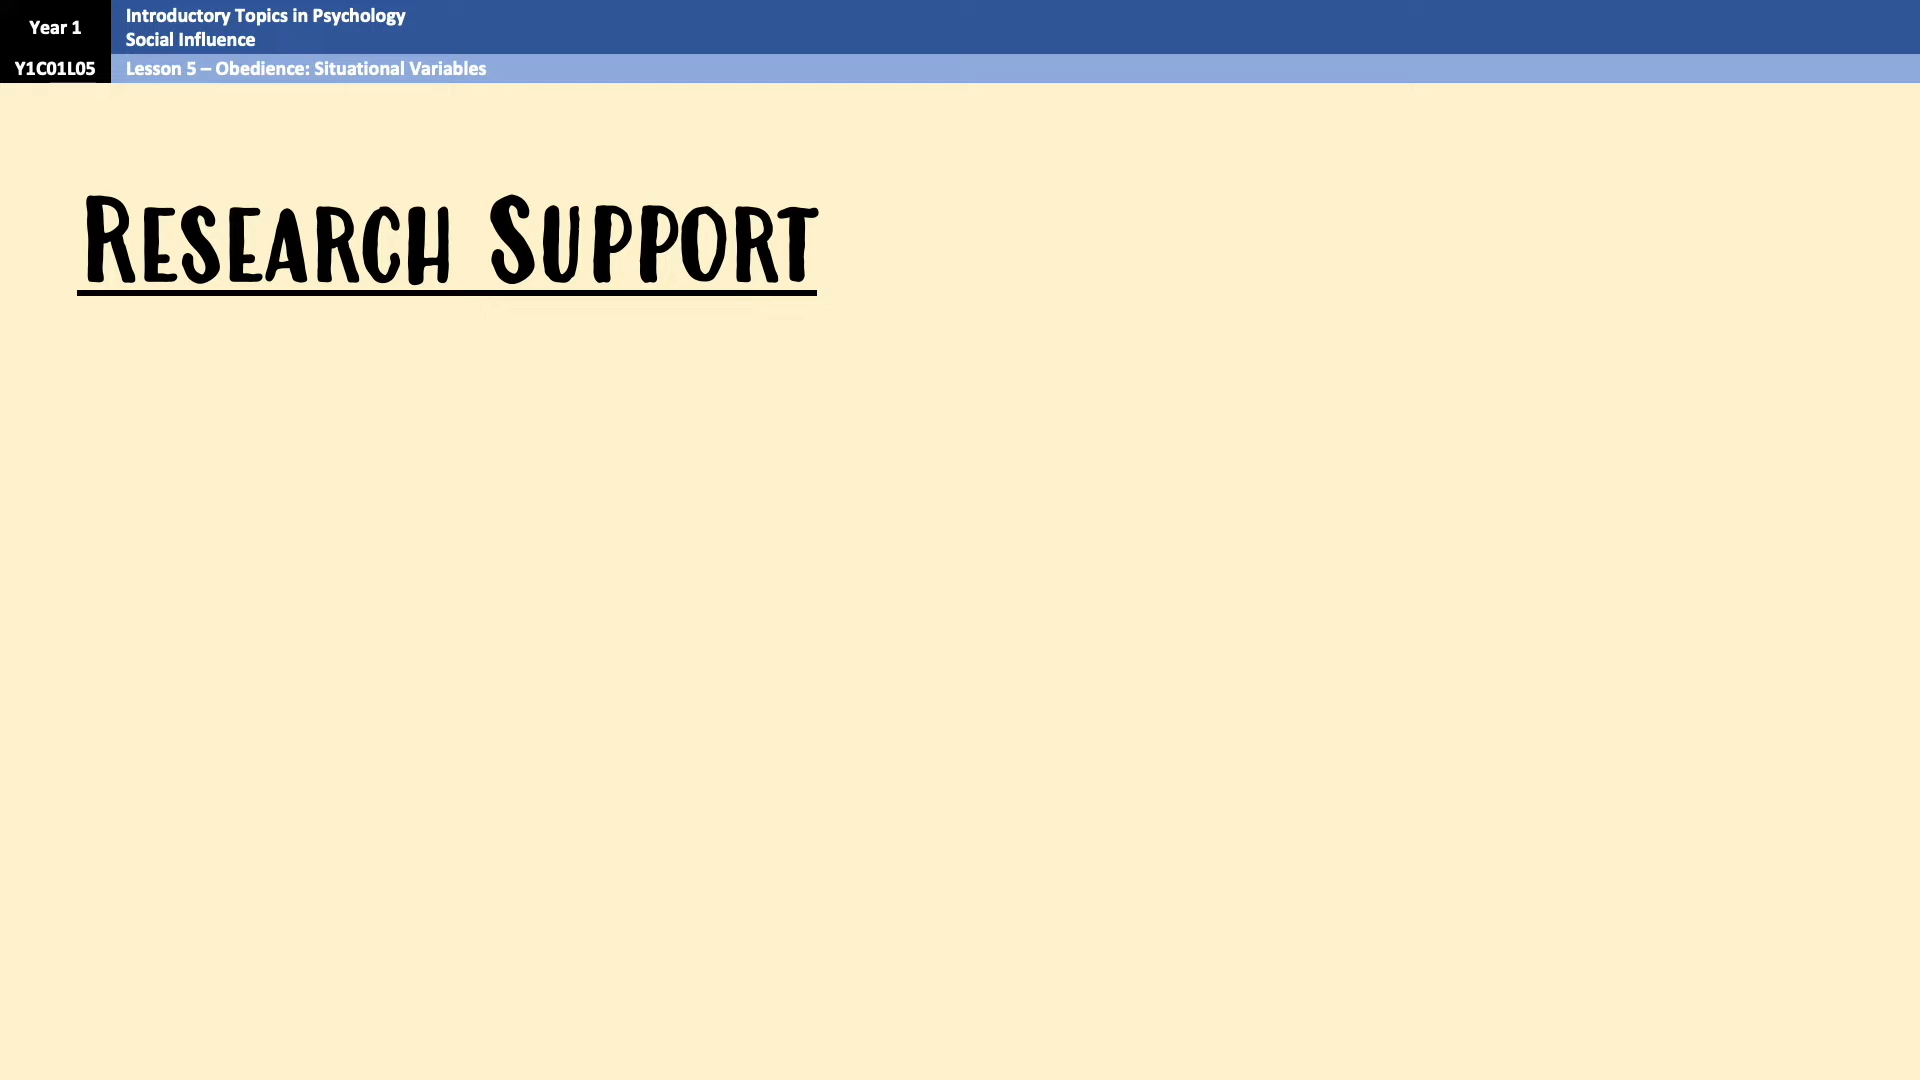 Year 1
Introductory Topics in Psychology
Social Influence
Y1C01L05
Lesson 5 – Obedience: Situational Variables
Research Support